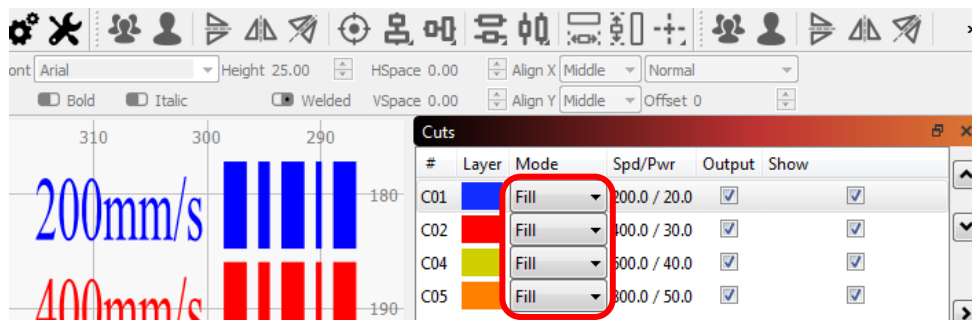 ont Arial Height 25.00 HSpace 0.00 Align X Middle Normal
Bold Italic Welded VSpace 0.00 Align Y Middle Offset 0
310 300 290
Cuts
# Layer Mode Spd/Pwr Output Show
180
C01 Fill 200.0 / 20.0
200mm/s
C02 Fill 400.0 / 30.0
C04 Fill 600.0 / 40.0
C05 Fill 800.0 / 50.0
400mm/s
190